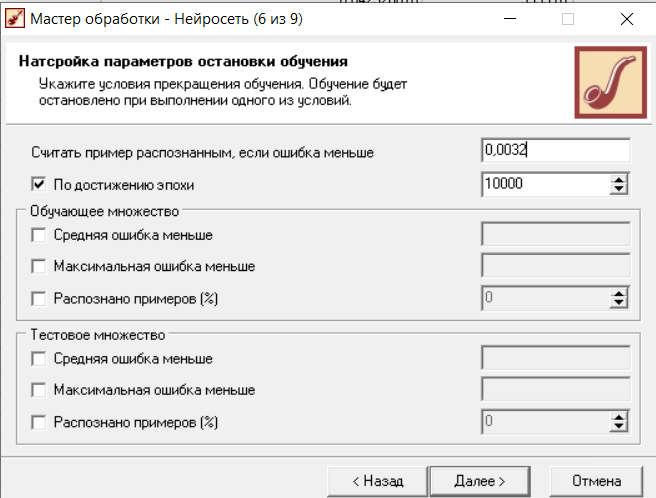 Мастер обработки - Нейросеть (6 из 9)
Натсройка параметров остановки обучения
Укажите условия прекращения обучения. Обучение будет
остановлено при выполнении одного из условий.
Считать пример распознанным, если ошибка меньше 0,0032
По достижению эпохи 10000
Обучающее множество
Средняя ошибка меньше
Максимальная ошибка меньше
Распознано примеров (%) 0
Тестовое множество
Средняя ошибка меньше
Максимальная ошибка меньше
Распознано примеров (%) 0
< Назад Далее > Отмена